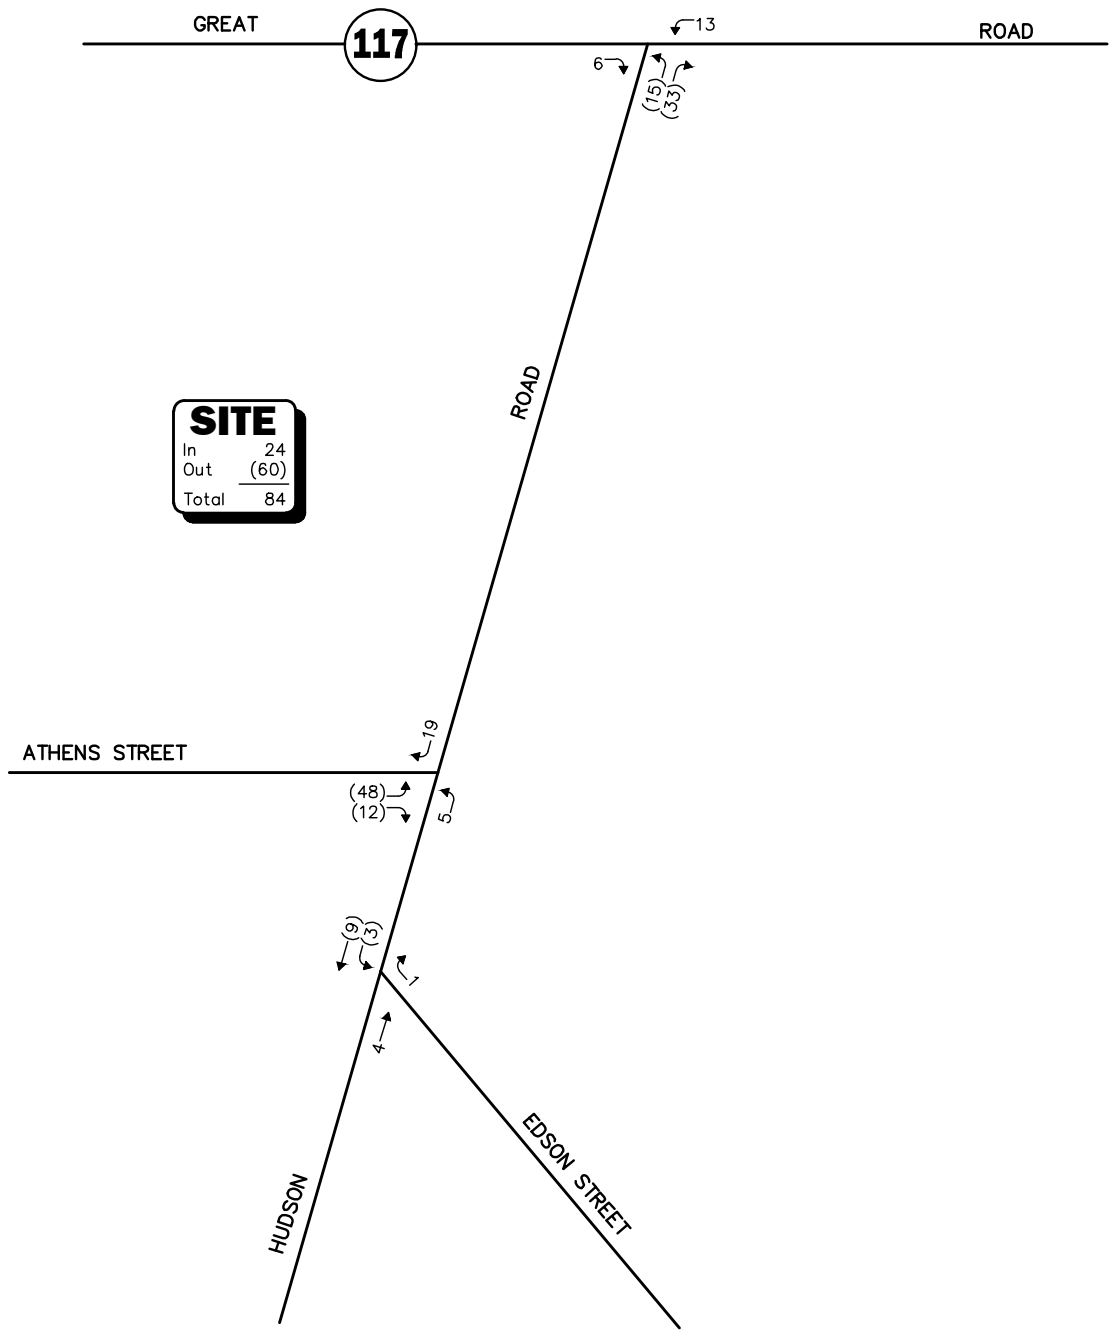 GREAT
117
ROAD
13
6
(15)
(33)
ROAD
SITE
In 24
Out (60)
Total 84
19
ATHENS STREET
(48)
(12)
5
(9)
(3)
1
4
EDSON STREET
HUDSON